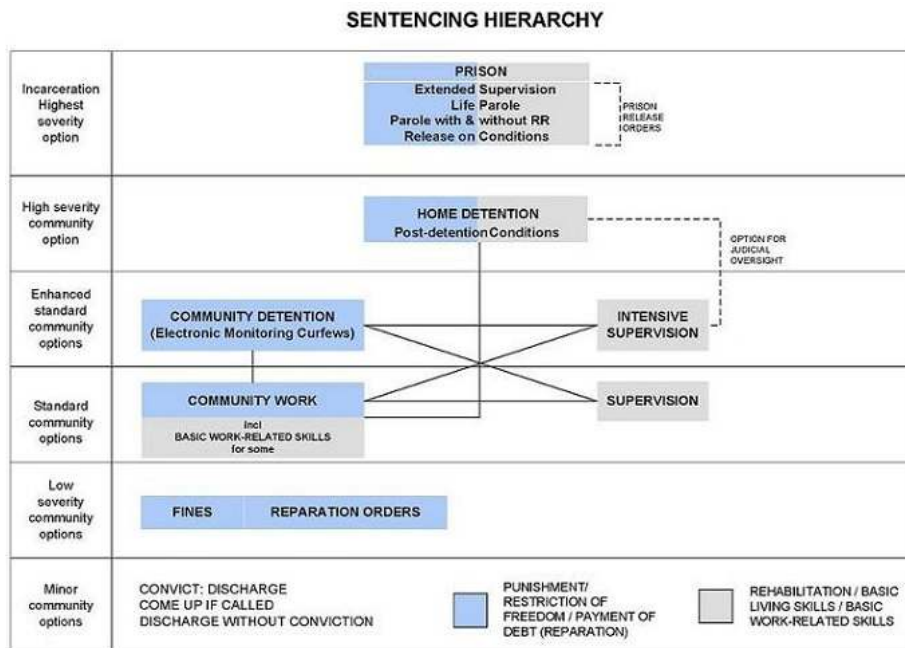 SENTENCING HIERARCHY
Incarceration
Highest
severity
option
PRISON
Extended Supervision
Life Parole
Parole with & without RR
Release on Conditions
PRISON
RELEASE
ORDERS
High severity
community
option
HOME DETENTION
Post-detention Conditions
OPTION FOR
JUDICIAL
OVERSIGHT
Enhanced
standard
community
options
COMMUNITY DETENTION
(Electronic Monitoring Curfews)
INTENSIVE
SUPERVISION
Standard
community
options
COMMUNITY WORK
incl
BASIC WORK-RELATED SKILLS
for some
SUPERVISION
Low
severity
community
options
FINES
REPARATION ORDERS
Minor
community
options
CONVICT: DISCHARGE
COME UP IF CALLED
DISCHARGE WITHOUT CONVICTION
PUNISHMENT/
RESTRICTION OF
FREEDOM / PAYMENT OF
DEBT (REPARATION)
REHABILITATION / BASIC
LIVING SKILLS / BASIC
WORK-RELATED SKILLS